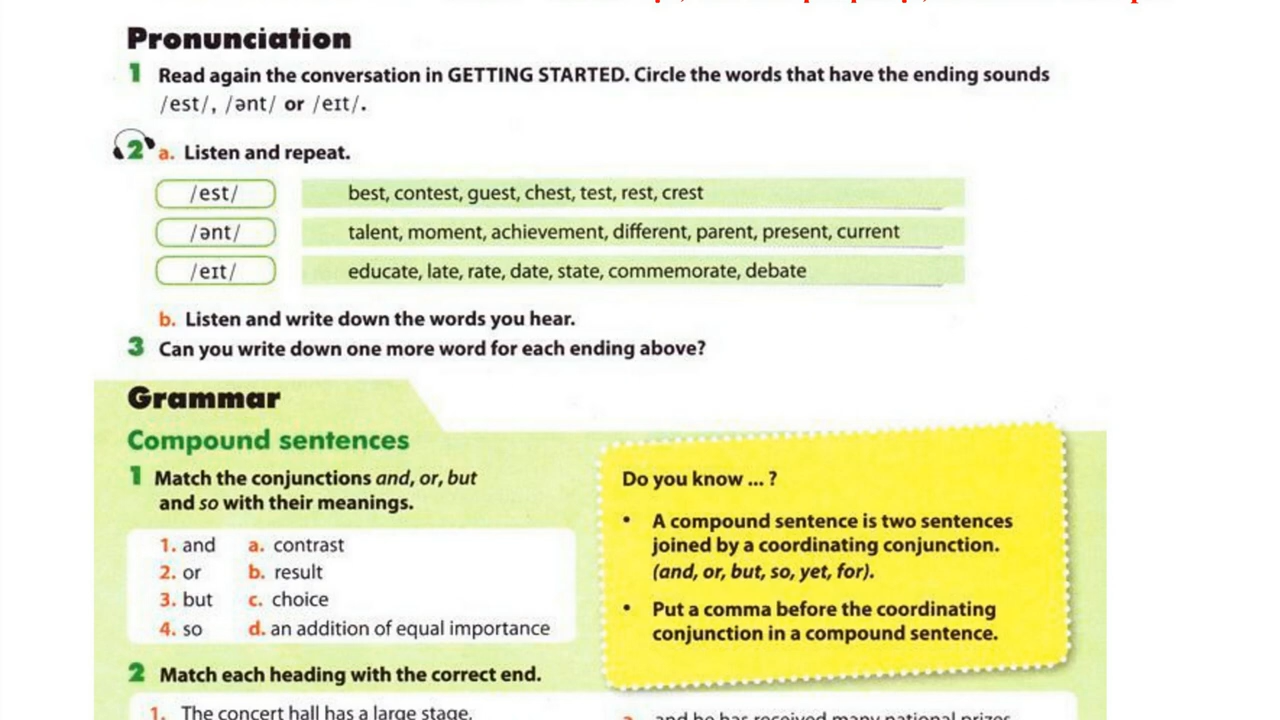 Pronunciation
1 Read again the conversation in GETTING STARTED. Circle the words that have the ending sounds
/est/, /ənt/ or /eɪt/.
2 a. Listen and repeat.
/est/ best, contest, guest, chest, test, rest, crest
/ənt/ talent, moment, achievement, different, parent, present, current
/eɪt/ educate, late, rate, date, state, commemorate, debate
b. Listen and write down the words you hear.
3 Can you write down one more word for each ending above?
Grammar
Compound sentences
1 Match the conjunctions and, or, but
and so with their meanings.
1. and a. contrast
2. or b. result
3. but c. choice
4. so d. an addition of equal importance
Do you know ... ?
• A compound sentence is two sentences
joined by a coordinating conjunction.
(and, or, but, so, yet, for).
• Put a comma before the coordinating
conjunction in a compound sentence.
2 Match each heading with the correct end.
1. The concert hall has a large stage,
a. and he has received many national prizes